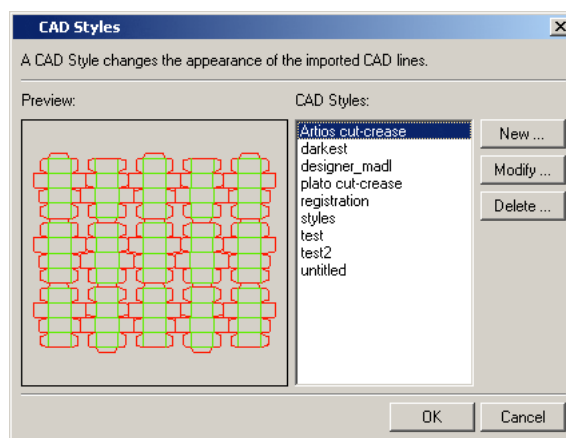 CAD Styles
A CAD Style changes the appearance of the imported CAD lines.
Preview:
CAD Styles:
Artios cut-crease
darkest
designer_madl
plato cut-crease
registration
styles
test
test2
untitled
New ...
Modify ...
Delete ...
OK
Cancel